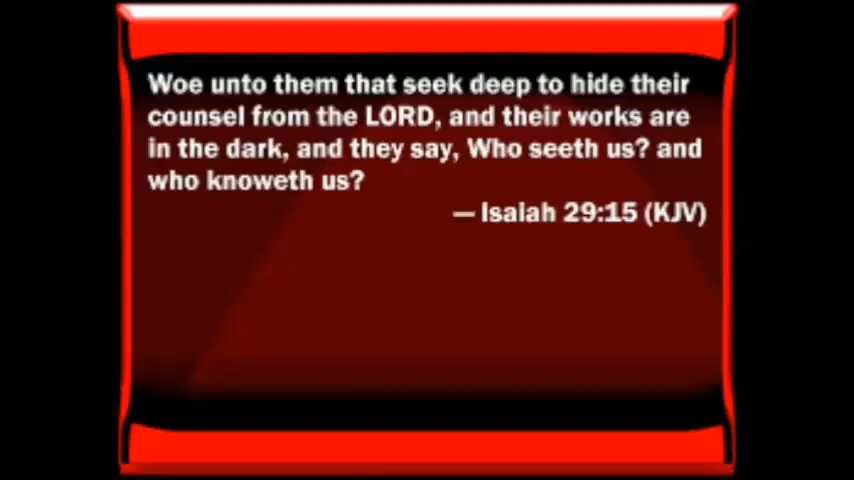 Woe unto them that seek deep to hide their
counsel from the LORD, and their works are
in the dark, and they say, Who seeth us? and
who knoweth us?
— Isaiah 29:15 (KJV)